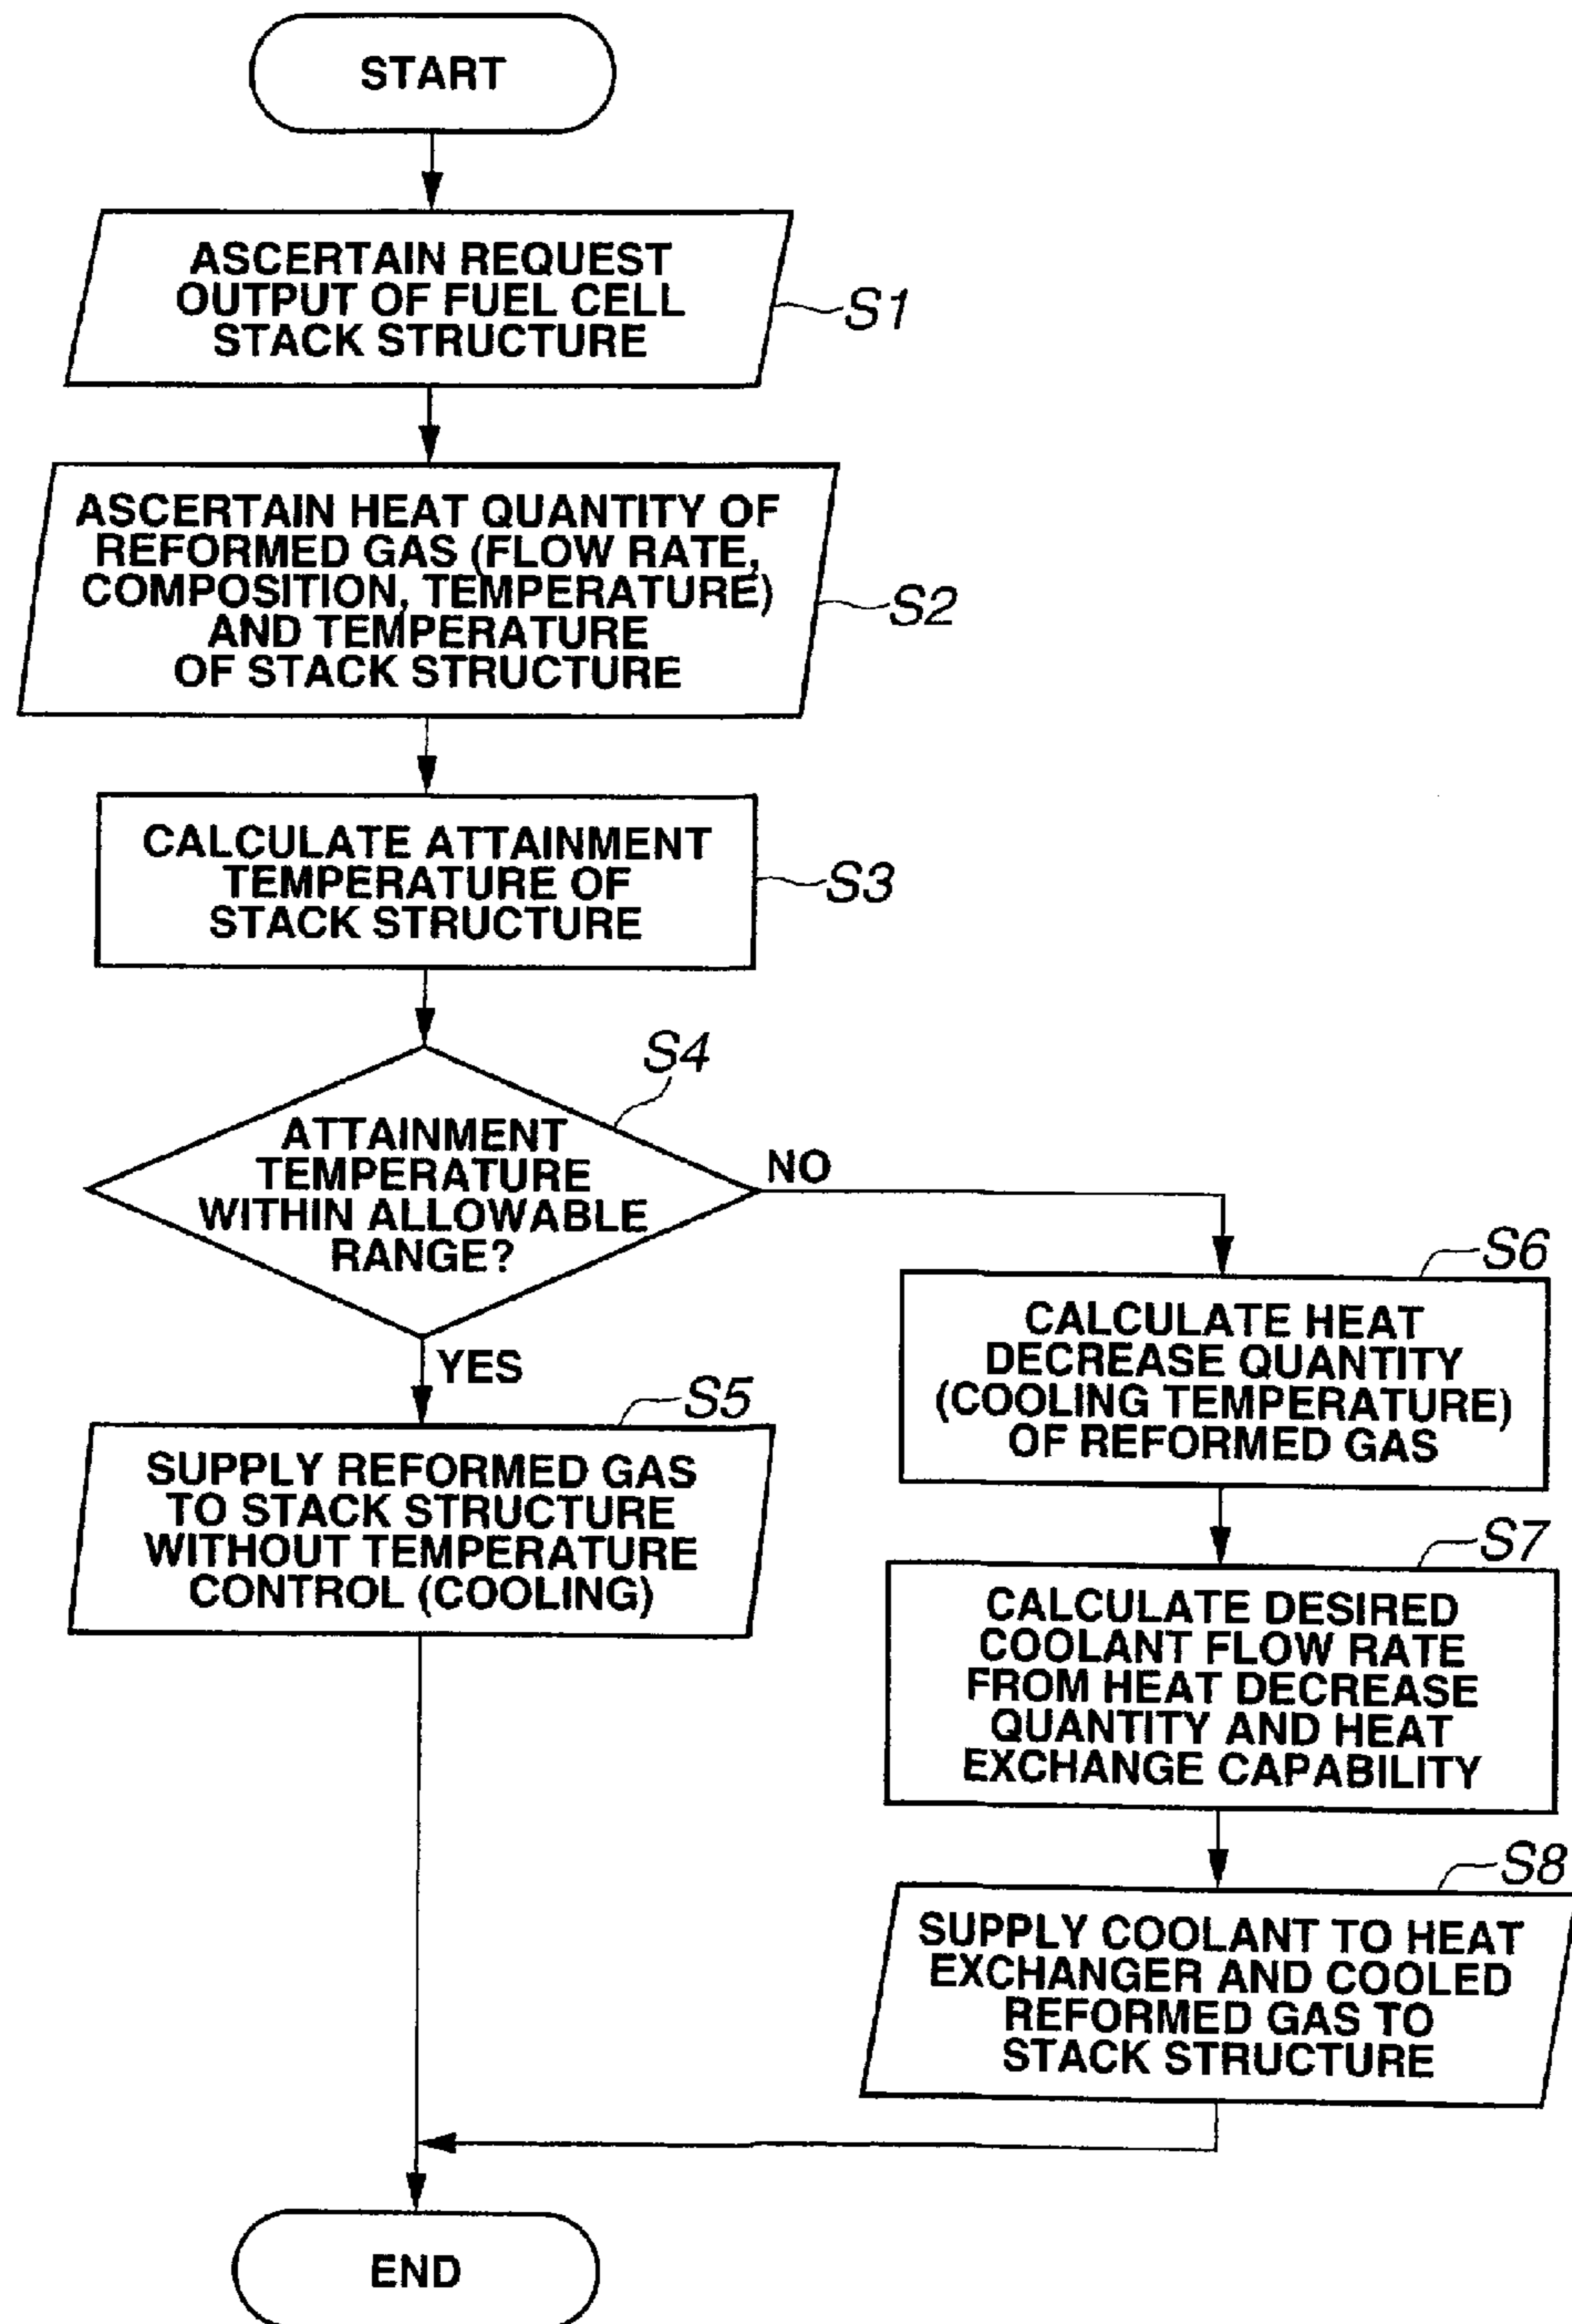 START
ASCERTAIN REQUEST
OUTPUT OF FUEL CELL
STACK STRUCTURE
S1
ASCERTAIN HEAT QUANTITY OF
REFORMED GAS (FLOW RATE,
COMPOSITION, TEMPERATURE)
AND TEMPERATURE
OF STACK STRUCTURE
S2
CALCULATE ATTAINMENT
TEMPERATURE OF
STACK STRUCTURE
S3
S4
ATTAINMENT
TEMPERATURE
WITHIN ALLOWABLE
RANGE?
NO
YES
S5
SUPPLY REFORMED GAS
TO STACK STRUCTURE
WITHOUT TEMPERATURE
CONTROL (COOLING)
S6
CALCULATE HEAT
DECREASE QUANTITY
(COOLING TEMPERATURE)
OF REFORMED GAS
S7
CALCULATE DESIRED
COOLANT FLOW RATE
FROM HEAT DECREASE
QUANTITY AND HEAT
EXCHANGE CAPABILITY
S8
SUPPLY COOLANT TO HEAT
EXCHANGER AND COOLED
REFORMED GAS TO
STACK STRUCTURE
END